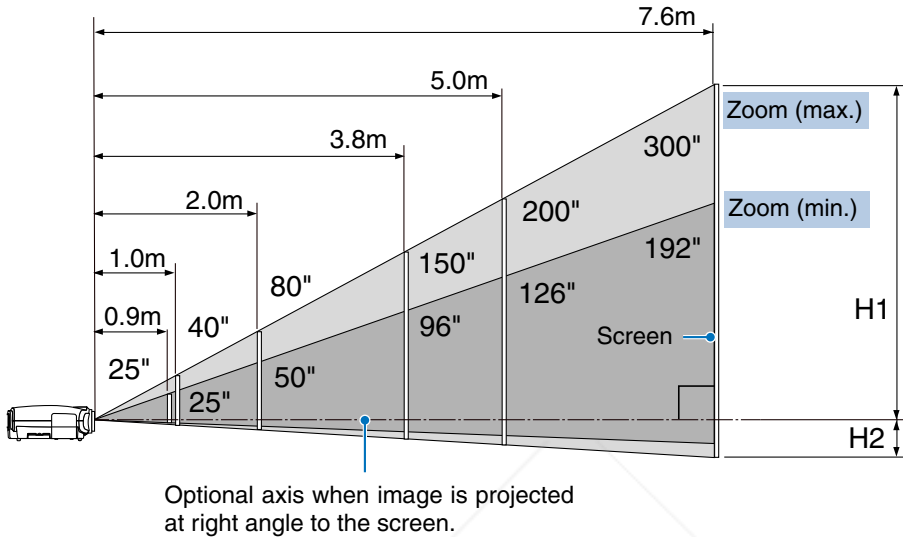 7.6m
5.0m
Zoom (max.)
3.8m
300"
2.0m
200"
Zoom (min.)
1.0m
80"
150"
192"
0.9m
40"
126"
96"
H1
Screen
25"
50"
25"
H2
Optional axis when image is projected
at right angle to the screen.